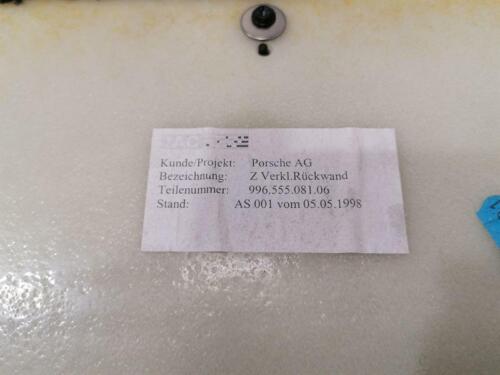 Kunde/Projekt: Porsche AG
Bezeichnung: Z Verkl.Rückwand
Teilenummer: 996.555.081.06
Stand: AS 001 vom 05.05.1998